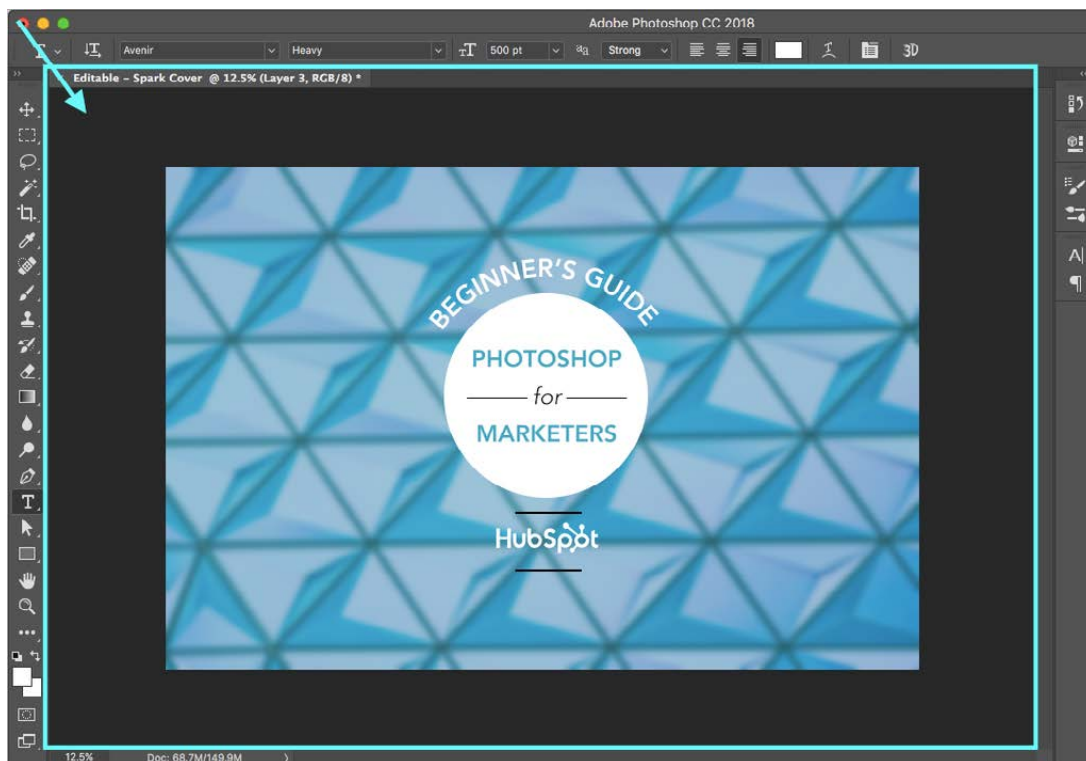 Adobe Photoshop CC 2018
Avenir Heavy 500 pt aa Strong 3D
Editable – Spark Cover @ 12.5% (Layer 3, RGB/8) *
BEGINNER'S GUIDE
PHOTOSHOP
for
MARKETERS
HubSpot
12.5% Doc: 68.7M/149.9M